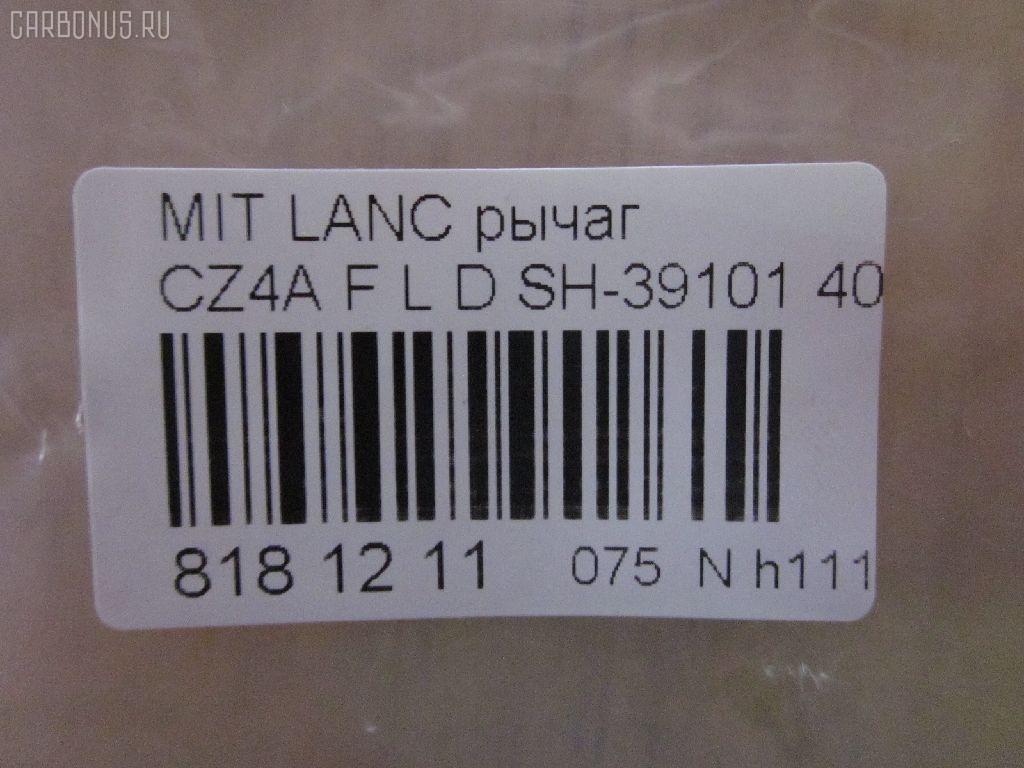 CARBONUS.RU
MIT LANC рычаг
CZ4A F L D SH-39101 40
818 12 11 075 N h111